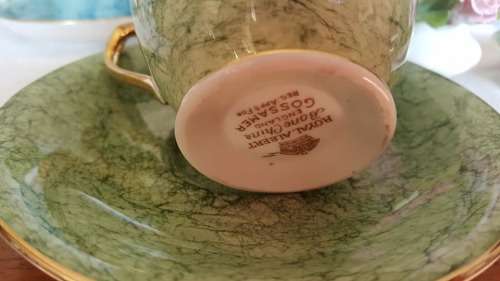 ROYAL ALBERT
Bone China
ENGLAND
GOSSAMER
REG. APP'D FOR